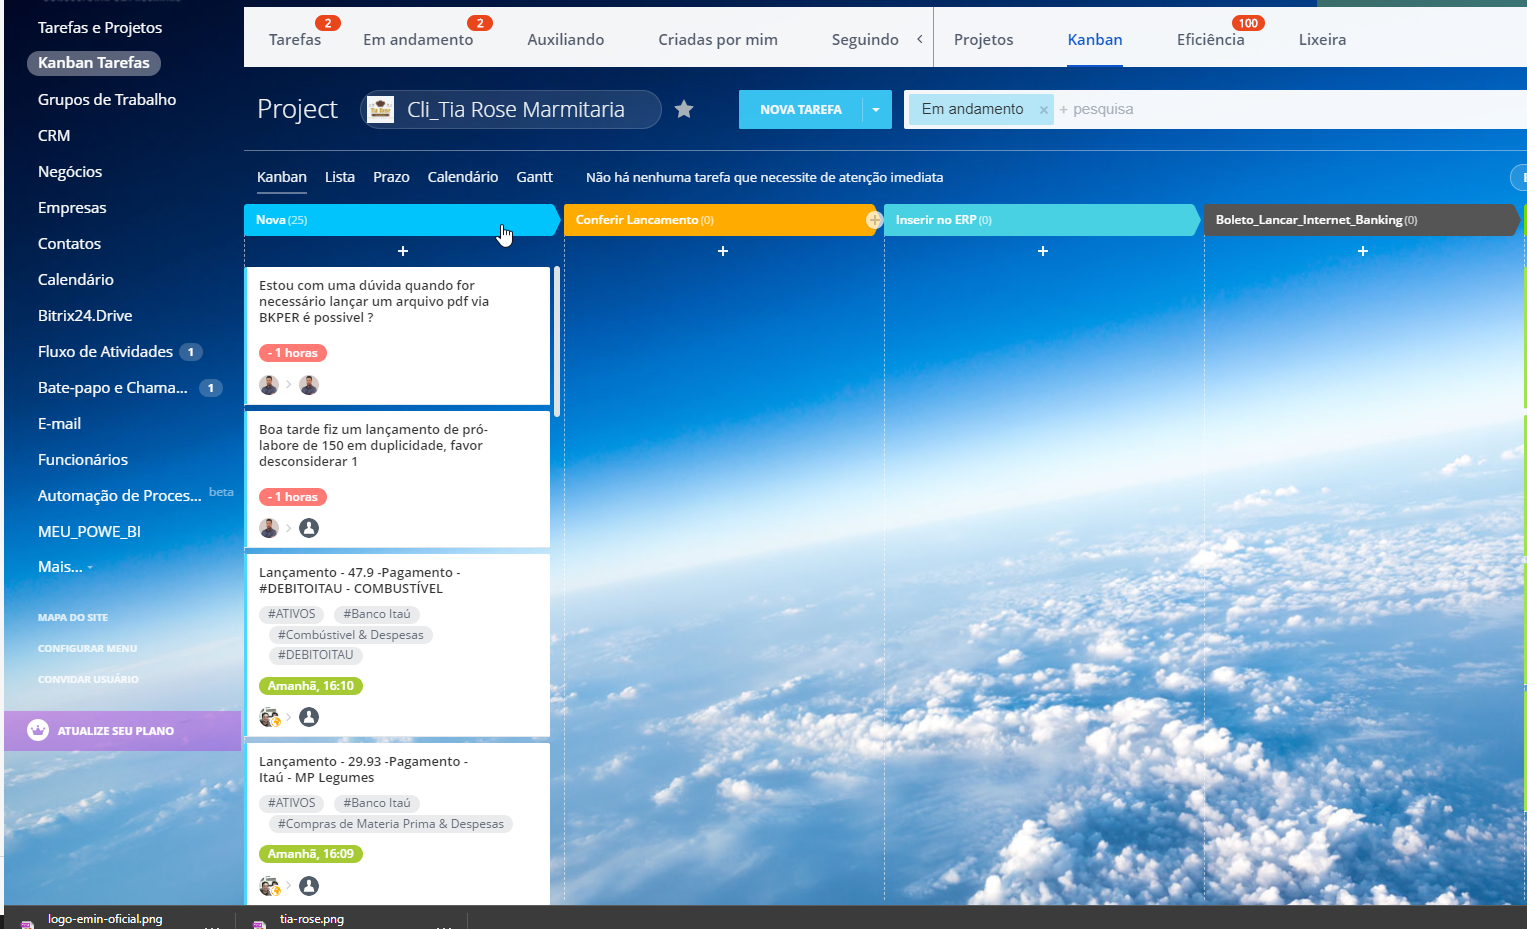 Tarefas e Projetos
Kanban Tarefas
Grupos de Trabalho
CRM
Negócios
Empresas
Contatos
Calendário
Bitrix24.Drive
Fluxo de Atividades 1
Bate-papo e Chama... 1
E-mail
Funcionários
Automação de Proces... beta
MEU_POWE_BI
Mais...
MAPA DO SITE
CONFIGURAR MENU
CONVIDAR USUÁRIO
ATUALIZE SEU PLANO
Tarefas 2 Em andamento 2 Auxiliando Criadas por mim Seguindo Projetos Kanban Eficiência 100 Lixeira
Project Cli_Tia Rose Marmitaria NOVA TAREFA Em andamento × + pesquisa
Kanban Lista Prazo Calendário Gantt Não há nenhuma tarefa que necessite de atenção imediata
Nova (25) Conferir Lancamento (0) Inserir no ERP (0) Boleto_Lancar_Internet_Banking (0)
+ + + +
Estou com uma dúvida quando for
necessário lançar um arquivo pdf via
BKPER é possivel ?
- 1 horas
Boa tarde fiz um lançamento de pró-
labore de 150 em duplicidade, favor
desconsiderar 1
- 1 horas
Lançamento - 47.9 -Pagamento -
#DEBITOITAU - COMBUSTÍVEL
#ATIVOS #Banco Itaú
#Combústivel & Despesas
#DEBITOITAU
Amanhã, 16:10
Lançamento - 29.93 -Pagamento -
Itaú - MP Legumes
#ATIVOS #Banco Itaú
#Compras de Materia Prima & Despesas
Amanhã, 16:09
logo-emin-oficial.png tia-rose.png